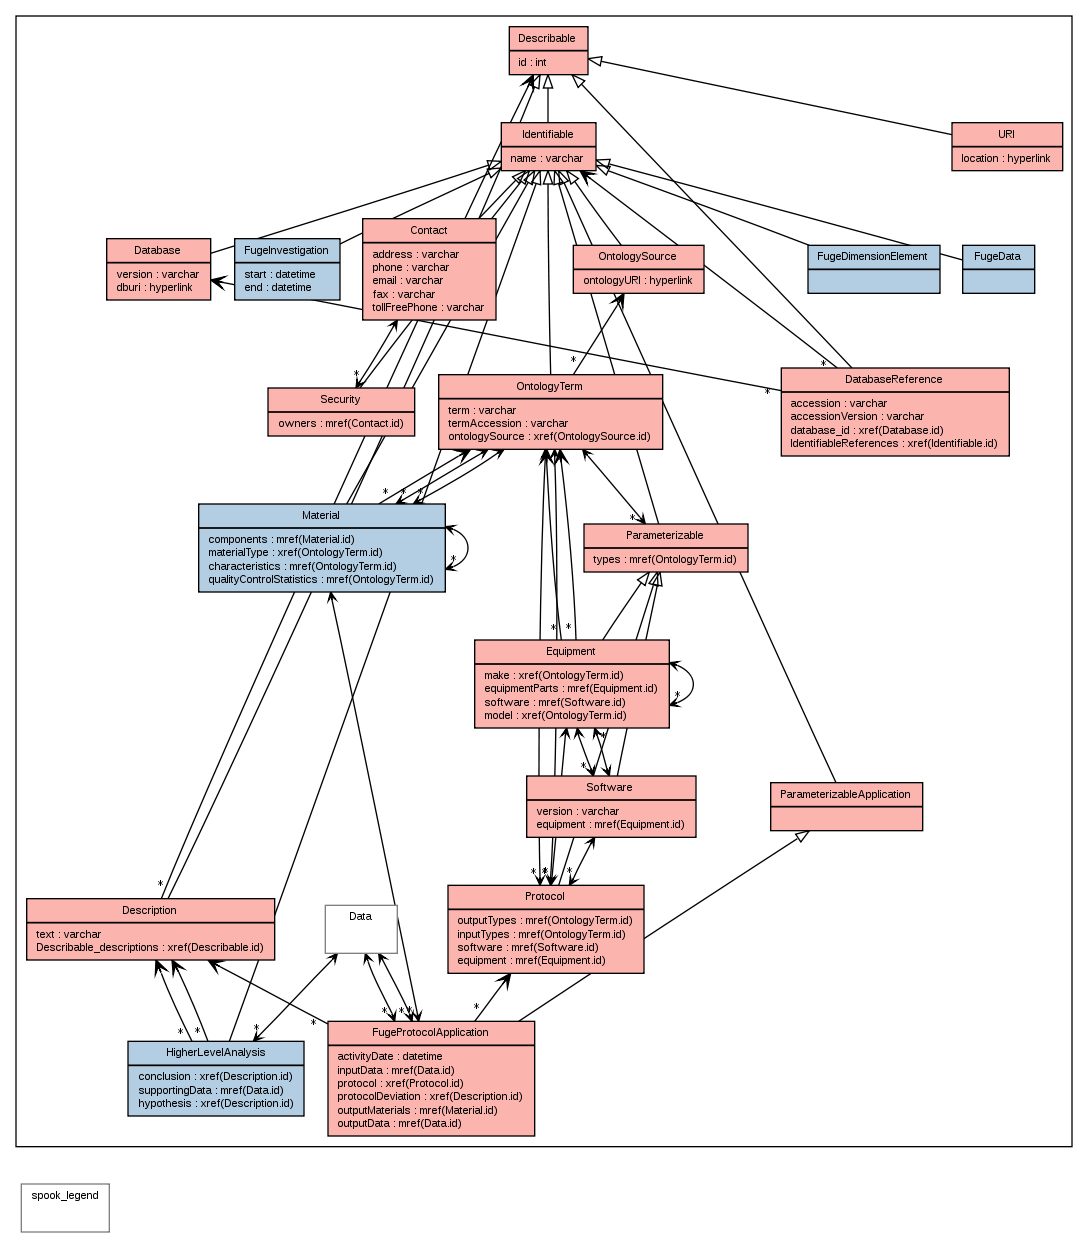 Describable
id : int
Identifiable
name : varchar
URI
location : hyperlink
Database
version : varchar
dburi : hyperlink
FugeInvestigation
start : datetime
end : datetime
Contact
address : varchar
phone : varchar
email : varchar
fax : varchar
tollFreePhone : varchar
OntologySource
ontologyURI : hyperlink
FugeDimensionElement
FugeData
*
*
*
*
Security
owners : mref(Contact.id)
OntologyTerm
term : varchar
termAccession : varchar
ontologySource : xref(OntologySource.id)
DatabaseReference
accession : varchar
accessionVersion : varchar
database_id : xref(Database.id)
IdentifiableReferences : xref(Identifiable.id)
*
*
*
*
Material
components : mref(Material.id)
materialType : xref(OntologyTerm.id)
characteristics : mref(OntologyTerm.id)
qualityControlStatistics : mref(OntologyTerm.id)
*
Parameterizable
types : mref(OntologyTerm.id)
*
*
Equipment
make : xref(OntologyTerm.id)
equipmentParts : mref(Equipment.id)
software : mref(Software.id)
model : xref(OntologyTerm.id)
*
*
*
Software
version : varchar
equipment : mref(Equipment.id)
ParameterizableApplication
*
*
*
*
*
Protocol
outputTypes : mref(OntologyTerm.id)
inputTypes : mref(OntologyTerm.id)
software : mref(Software.id)
equipment : mref(Equipment.id)
Description
text : varchar
Describable_descriptions : xref(Describable.id)
Data
*
*
*
*
*
*
*
*
HigherLevelAnalysis
conclusion : xref(Description.id)
supportingData : mref(Data.id)
hypothesis : xref(Description.id)
FugeProtocolApplication
activityDate : datetime
inputData : mref(Data.id)
protocol : xref(Protocol.id)
protocolDeviation : xref(Description.id)
outputMaterials : mref(Material.id)
outputData : mref(Data.id)
spook_legend